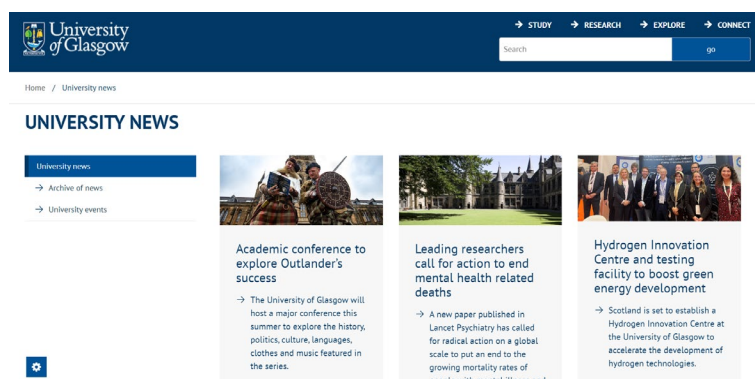 University
of Glasgow
→ STUDY → RESEARCH → EXPLORE → CONNECT
Search go
Home / University news
UNIVERSITY NEWS
University news
→ Archive of news
→ University events
Academic conference to
explore Outlander's
success
→ The University of Glasgow will
host a major conference this
summer to explore the history,
politics, culture, languages,
clothes and music featured in
the series.
Leading researchers
call for action to end
mental health related
deaths
→ A new paper published in
Lancet Psychiatry has called
for radical action on a global
scale to put an end to the
growing mortality rates of
Hydrogen Innovation
Centre and testing
facility to boost green
energy development
→ Scotland is set to establish a
Hydrogen Innovation Centre at
the University of Glasgow to
accelerate the development of
hydrogen technologies.